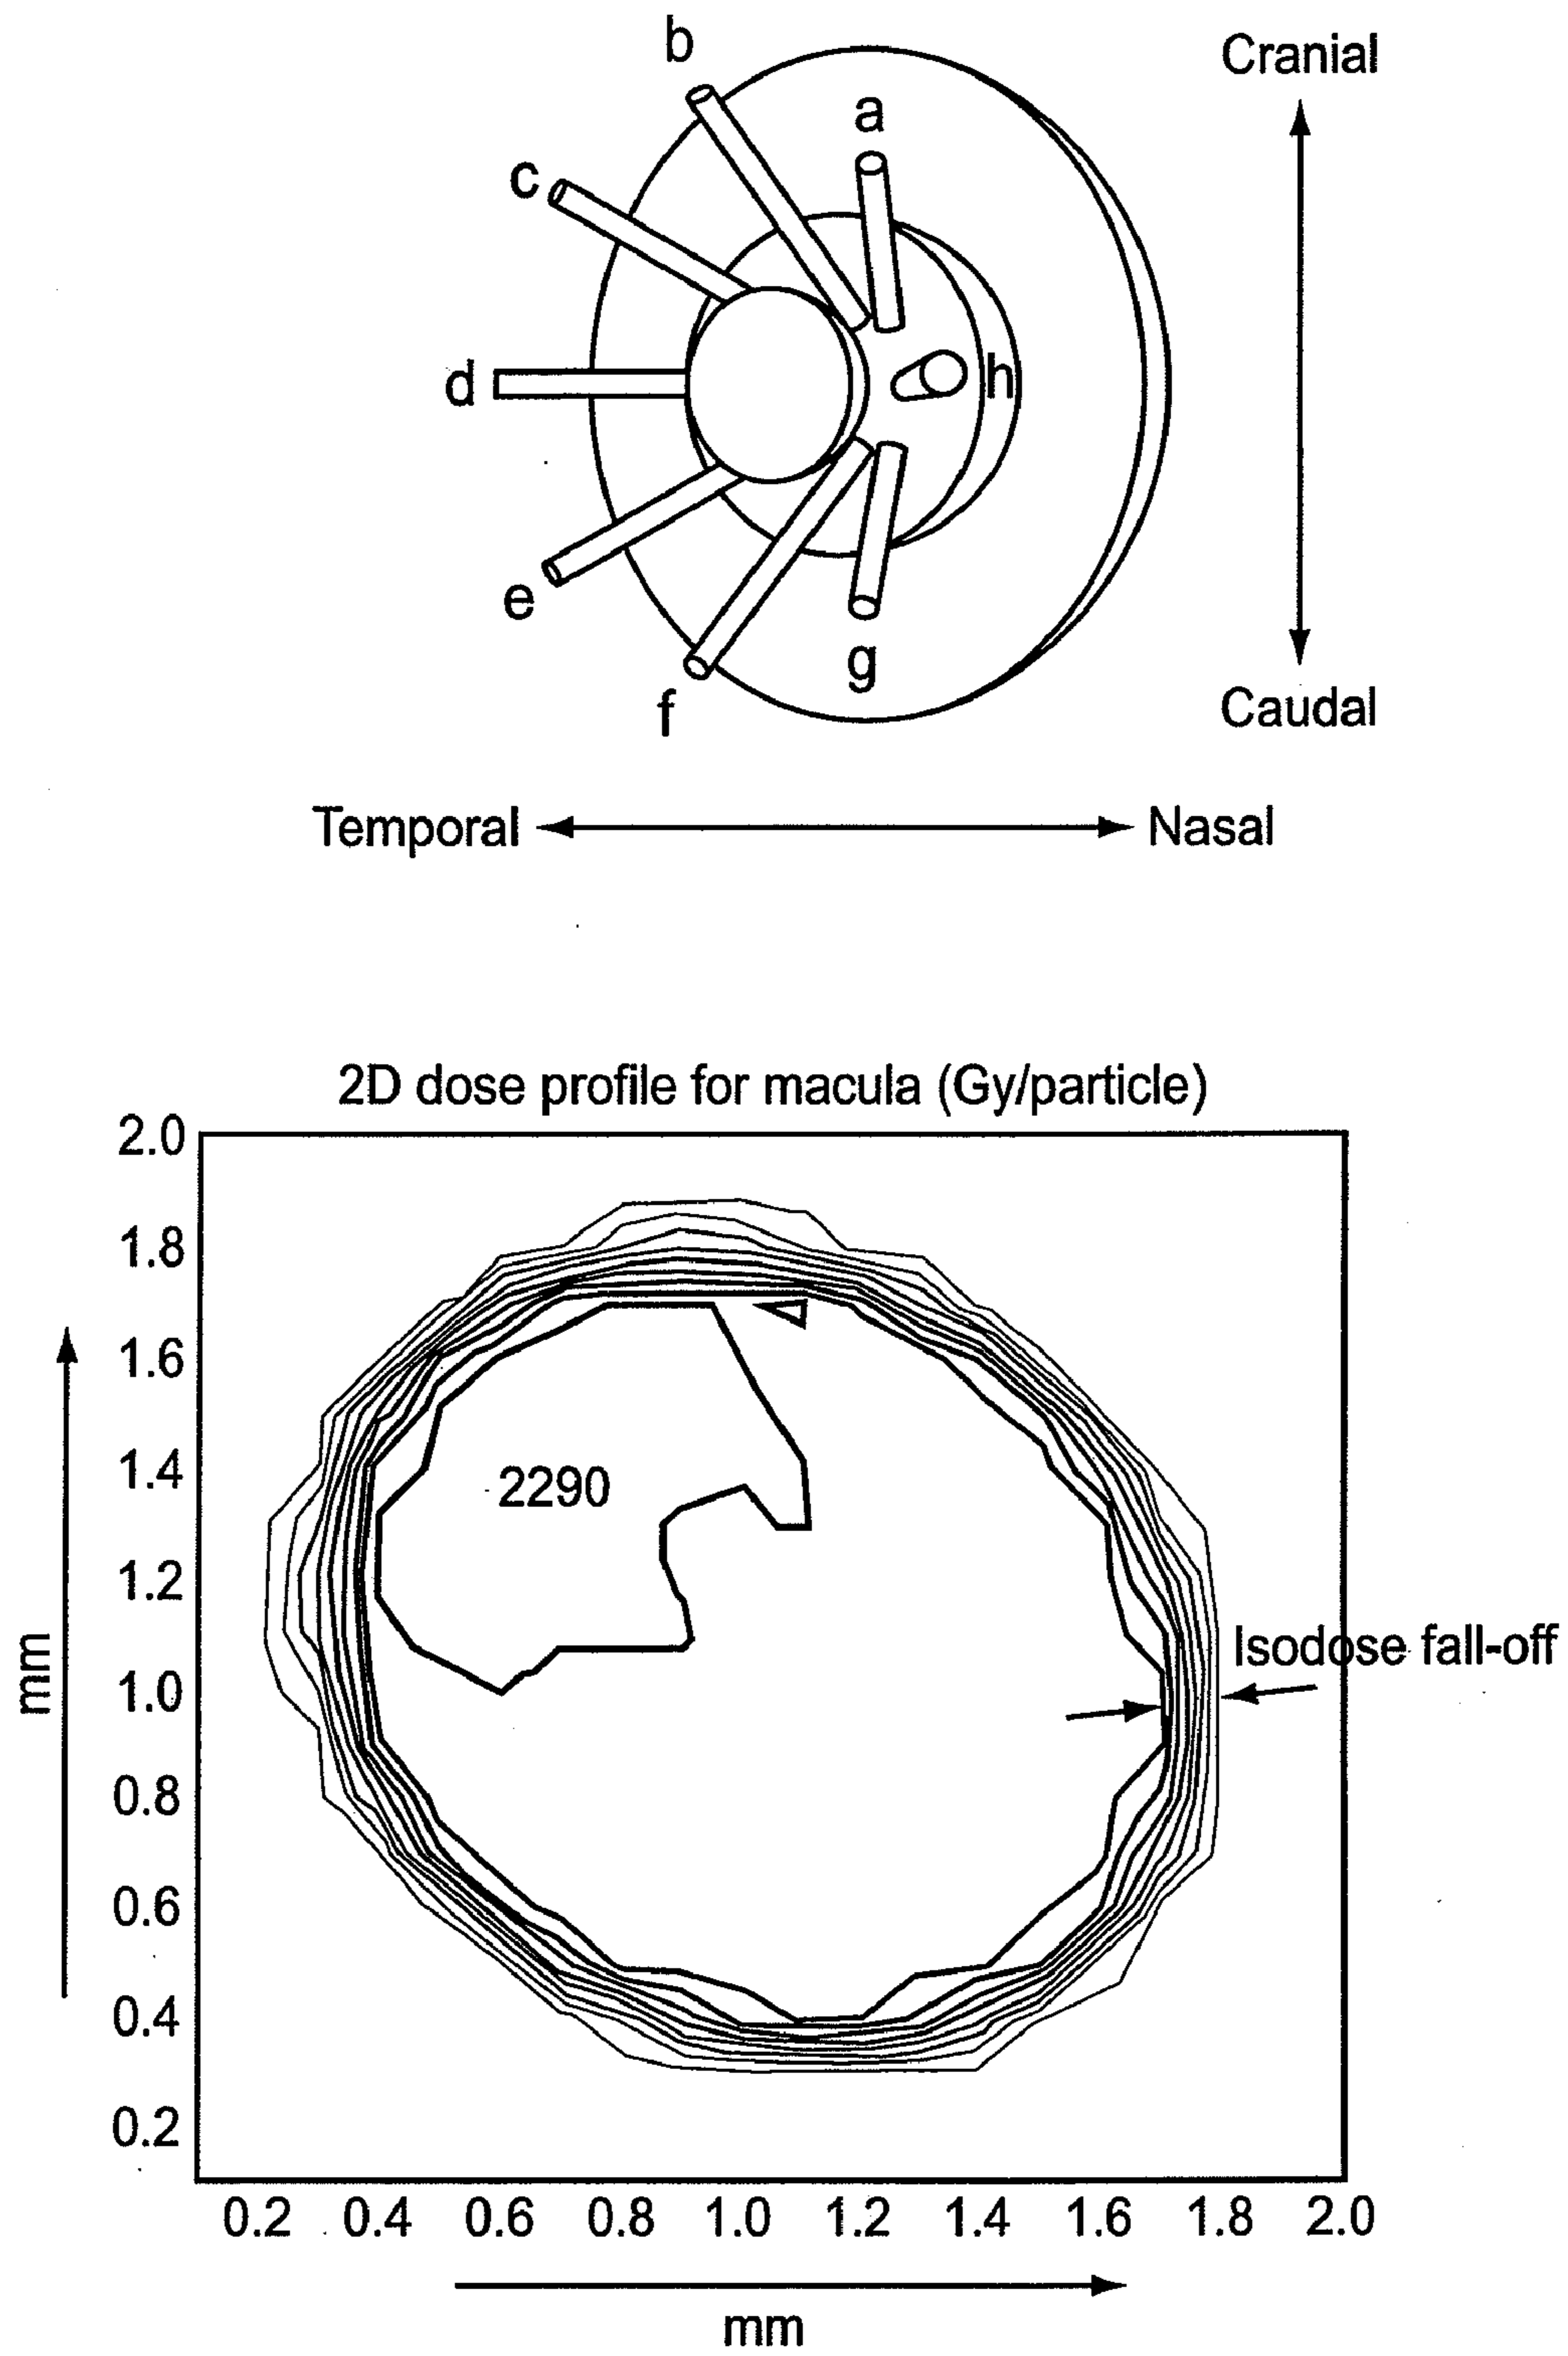 b
Cranial
a
c
d
h
e
g
f
Caudal
Temporal
Nasal
2D dose profile for macula (Gy/particle)
2.0
1.8
1.6
1.4
2290
1.2
Isodose fall-off
1.0
mm
0.8
0.6
0.4
0.2
0.2 0.4 0.6 0.8 1.0 1.2 1.4 1.6 1.8 2.0
mm